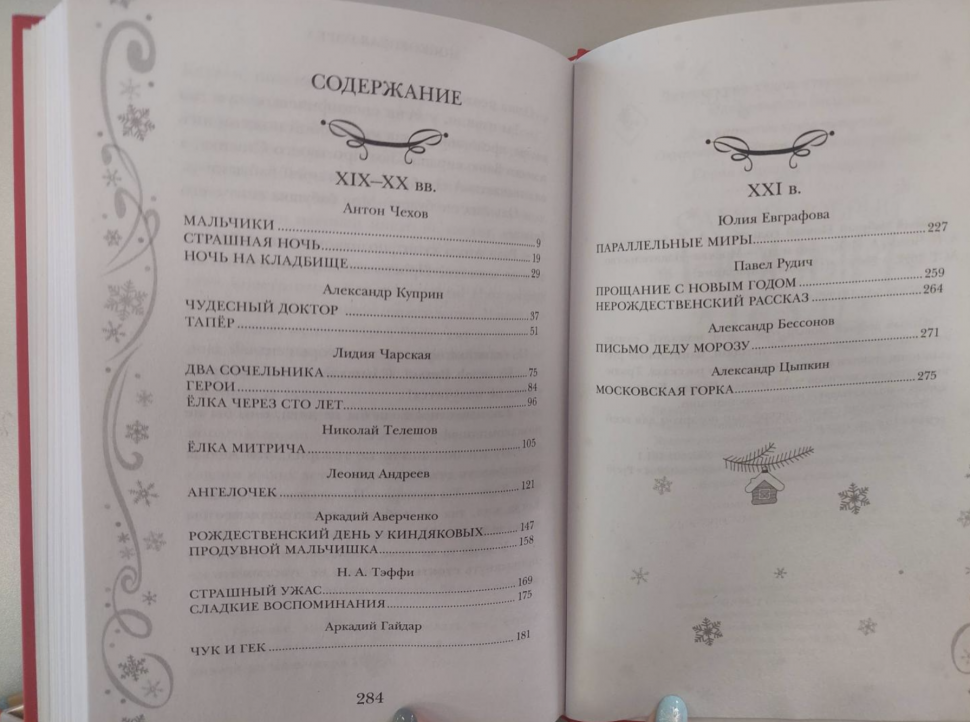 СОДЕРЖАНИЕ
XIX–XX вв.
Антон Чехов
МАЛЬЧИКИ 9
СТРАШНАЯ НОЧЬ 19
НОЧЬ НА КЛАДБИЩЕ 29
Александр Куприн
ЧУДЕСНЫЙ ДОКТОР 37
ТАПЁР 51
Лидия Чарская
ДВА СОЧЕЛЬНИКА 75
ГЕРОИ 84
ЁЛКА ЧЕРЕЗ СТО ЛЕТ 96
Николай Телешов
ЁЛКА МИТРИЧА 105
Леонид Андреев
АНГЕЛОЧЕК 121
Аркадий Аверченко
РОЖДЕСТВЕНСКИЙ ДЕНЬ У КИНДЯКОВЫХ 147
ПРОДУВНОЙ МАЛЬЧИШКА 158
Н. А. Тэффи
СТРАШНЫЙ УЖАС 169
СЛАДКИЕ ВОСПОМИНАНИЯ 175
Аркадий Гайдар
ЧУК И ГЕК 181
284
XXI в.
Юлия Евграфова
ПАРАЛЛЕЛЬНЫЕ МИРЫ 227
Павел Рудич
ПРОЩАНИЕ С НОВЫМ ГОДОМ 259
НЕРОЖДЕСТВЕНСКИЙ РАССКАЗ 264
Александр Бессонов
ПИСЬМО ДЕДУ МОРОЗУ 271
Александр Цыпкин
МОСКОВСКАЯ ГОРКА 275